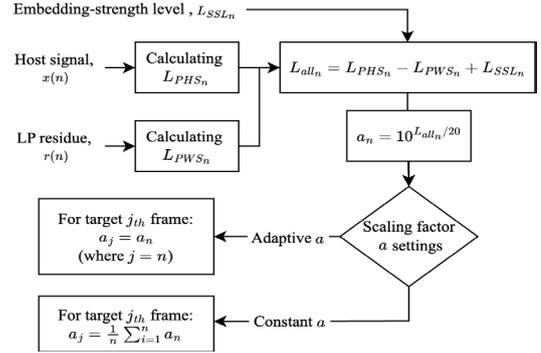 Embedding-strength level , L_{SSL_n}
Host signal,
x(n)
Calculating
L_{PHS_n}
L_{all_n} = L_{PHS_n} − L_{PWS_n} + L_{SSL_n}
LP residue,
r(n)
Calculating
L_{PWS_n}
a_n = 10^{L_{all_n}/20}
Scaling factor
a settings
Adaptive a
For target j_{th} frame:
a_j = a_n
(where j = n)
Constant a
For target j_{th} frame:
a_j = \frac{1}{n} \sum_{i=1}^{n} a_n